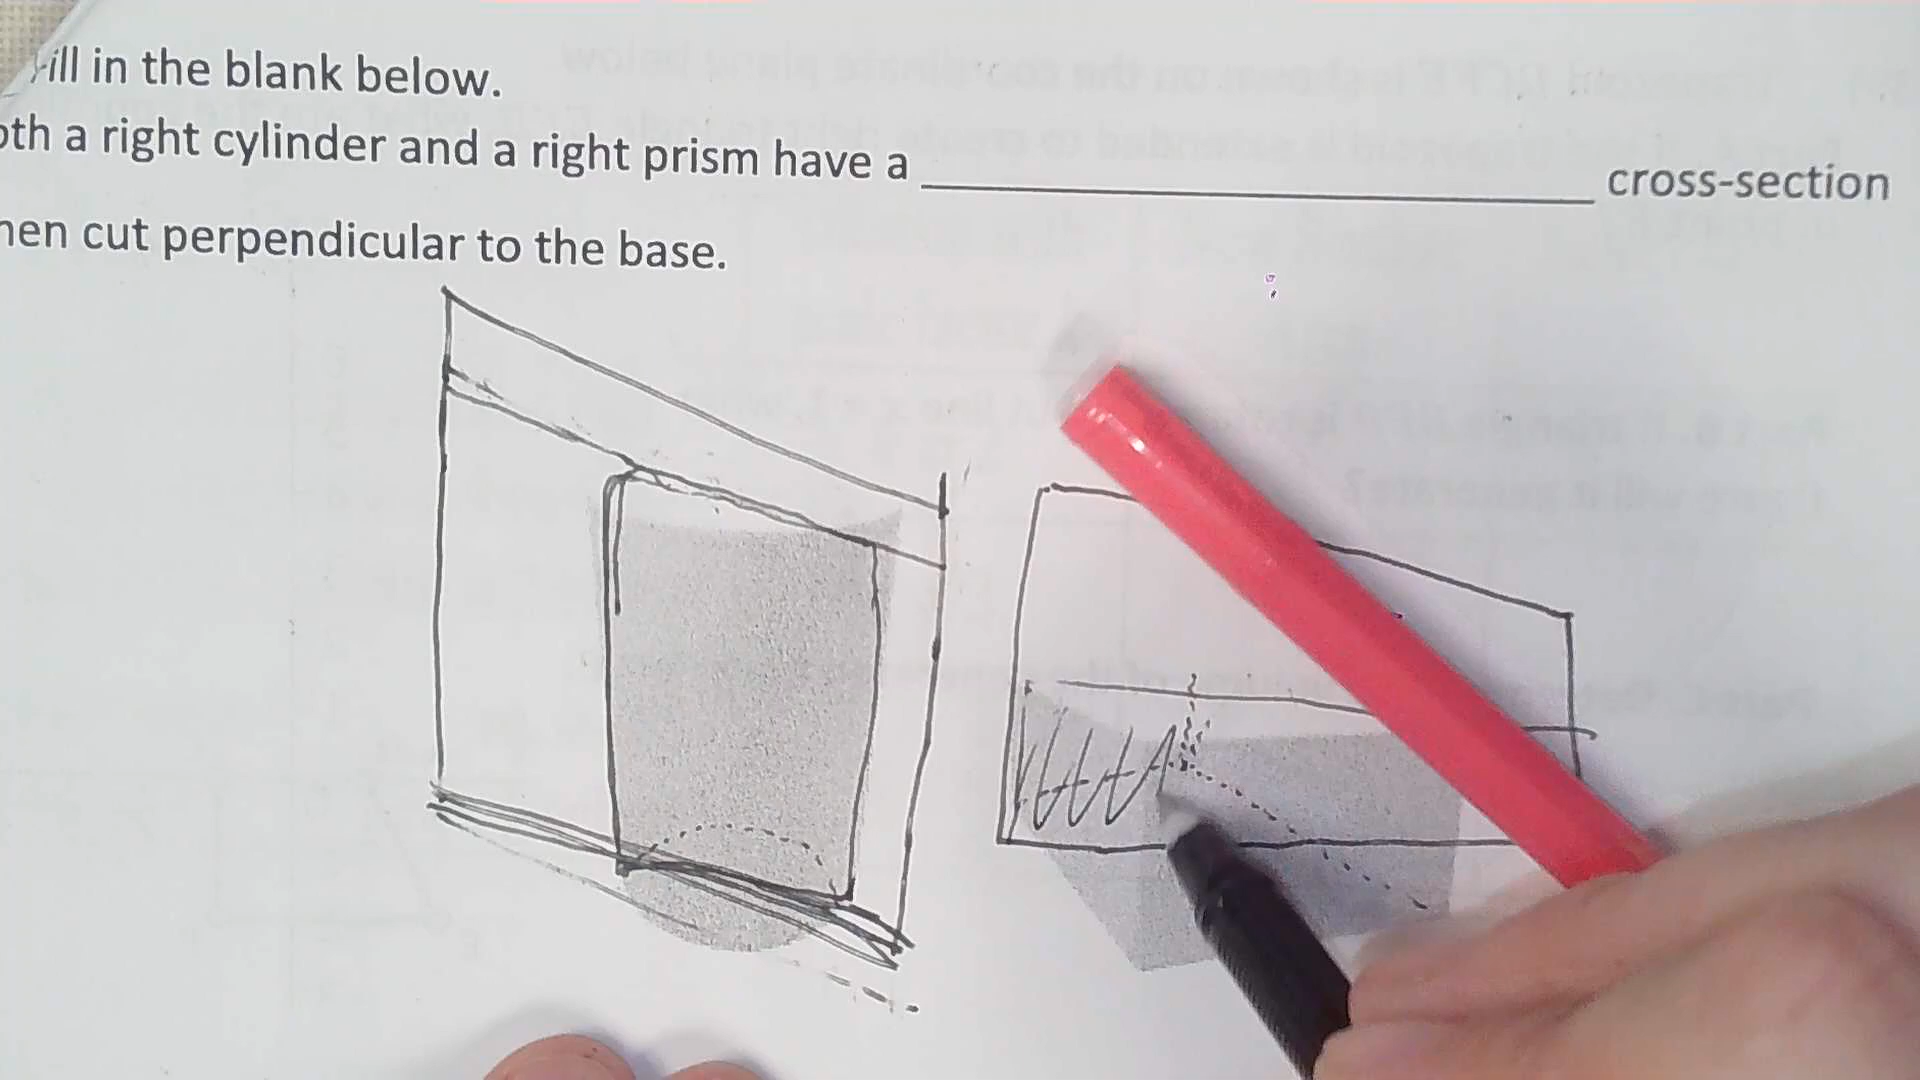 ill in the blank below.
oth a right cylinder and a right prism have a ______________ cross-section
hen cut perpendicular to the base.